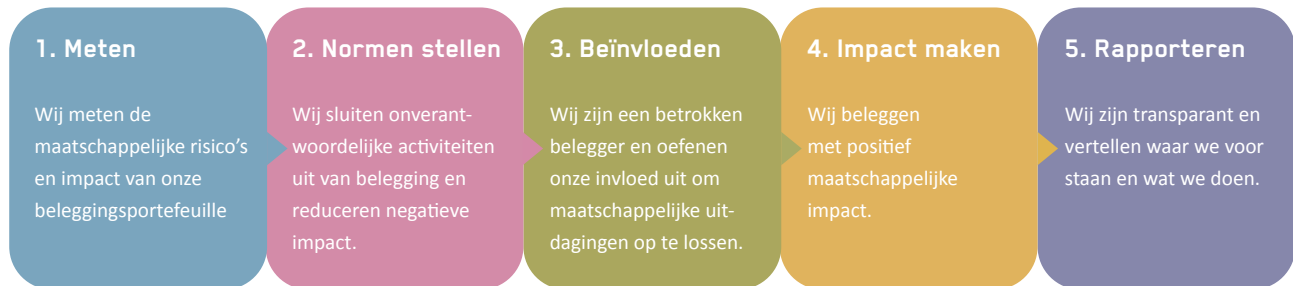 1. Meten
Wij meten de
maatschappelijke risico's
en impact van onze
beleggingsportefeuille
2. Normen stellen
Wij sluiten onverant-
woordelijke activiteiten
uit van belegging en
reduceren negatieve
impact.
3. Beïnvloeden
Wij zijn een betrokken
belegger en oefenen
onze invloed uit om
maatschappelijke uit-
dagingen op te lossen.
4. Impact maken
Wij beleggen
met positief
maatschappelijke
impact.
5. Rapporteren
Wij zijn transparant en
vertellen waar we voor
staan en wat we doen.